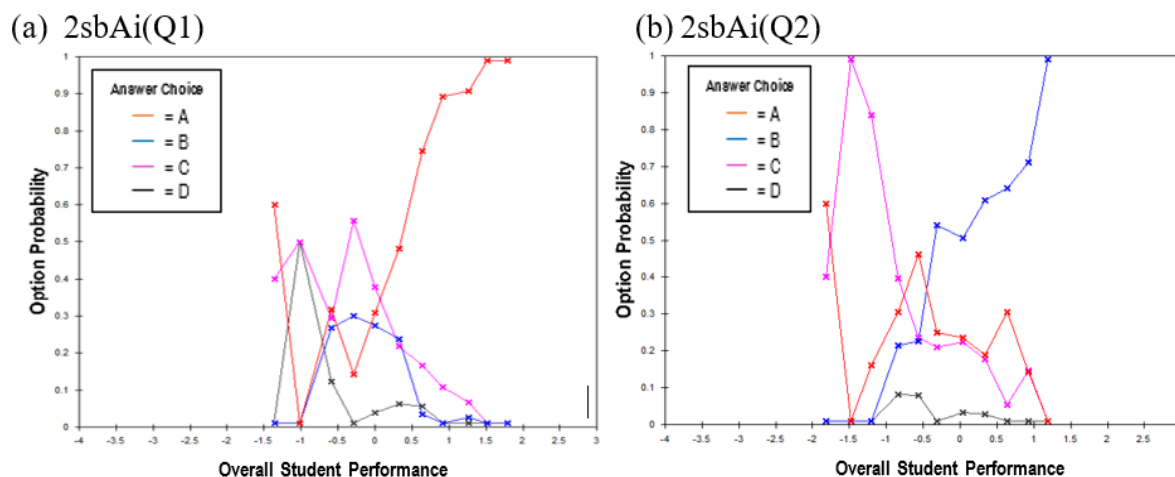 (a) 2sbAi(Q1)
Option Probability
1
0.9
0.8
0.7
0.6
0.5
0.4
0.3
0.2
0.1
0
Answer Choice
= A
= B
= C
= D
-4 -3.5 -3 -2.5 -2 -1.5 -1 -0.5 0 0.5 1 1.5 2 2.5 3
Overall Student Performance
(b) 2sbAi(Q2)
Option Probability
1
0.9
0.8
0.7
0.6
0.5
0.4
0.3
0.2
0.1
0
Answer Choice
= A
= B
= C
= D
-4 -3.5 -3 -2.5 -2 -1.5 -1 -0.5 0 0.5 1 1.5 2 2.5
Overall Student Performance